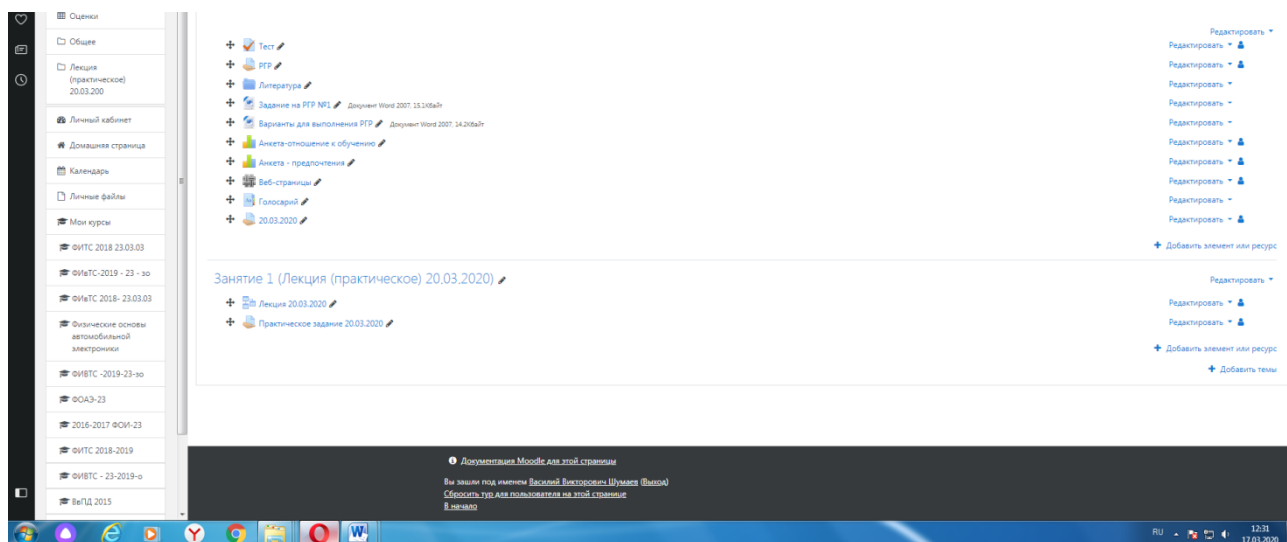 Оценки
Общее
Лекция
(практическое)
20.03.200
Личный кабинет
Домашняя страница
Календарь
Личные файлы
Мои курсы
ФИТС 2018 23.03.03
ФИвТС-2019 - 23 - зо
ФИвТС 2018- 23.03.03
Физические основы
автомобильной
электроники
ФИВТС -2019-23-зо
ФОАЭ-23
2016-2017 ФОИ-23
ФИТС 2018-2019
ФИВТС - 23-2019-о
ВвПД 2015
Редактировать
Тест Редактировать
РГР Редактировать
Литература Редактировать
Задание на РГР №1 Документ Word 2007, 15.1Кбайт Редактировать
Варианты для выполнения РГР Документ Word 2007, 14.2Кбайт Редактировать
Анкета-отношение к обучению Редактировать
Анкета - предпочтения Редактировать
Веб-страницы Редактировать
Голосарий Редактировать
20.03.2020 Редактировать
Добавить элемент или ресурс
Занятие 1 (Лекция (практическое) 20.03.2020) Редактировать
Лекция 20.03.2020 Редактировать
Практическое задание 20.03.2020 Редактировать
Добавить элемент или ресурс
Добавить темы
Документация Moodle для этой страницы
Вы зашли под именем Василий Викторович Шумаев (Выход)
Сбросить тур для пользователя на этой странице
В начало
RU 12:31
17.03.2020